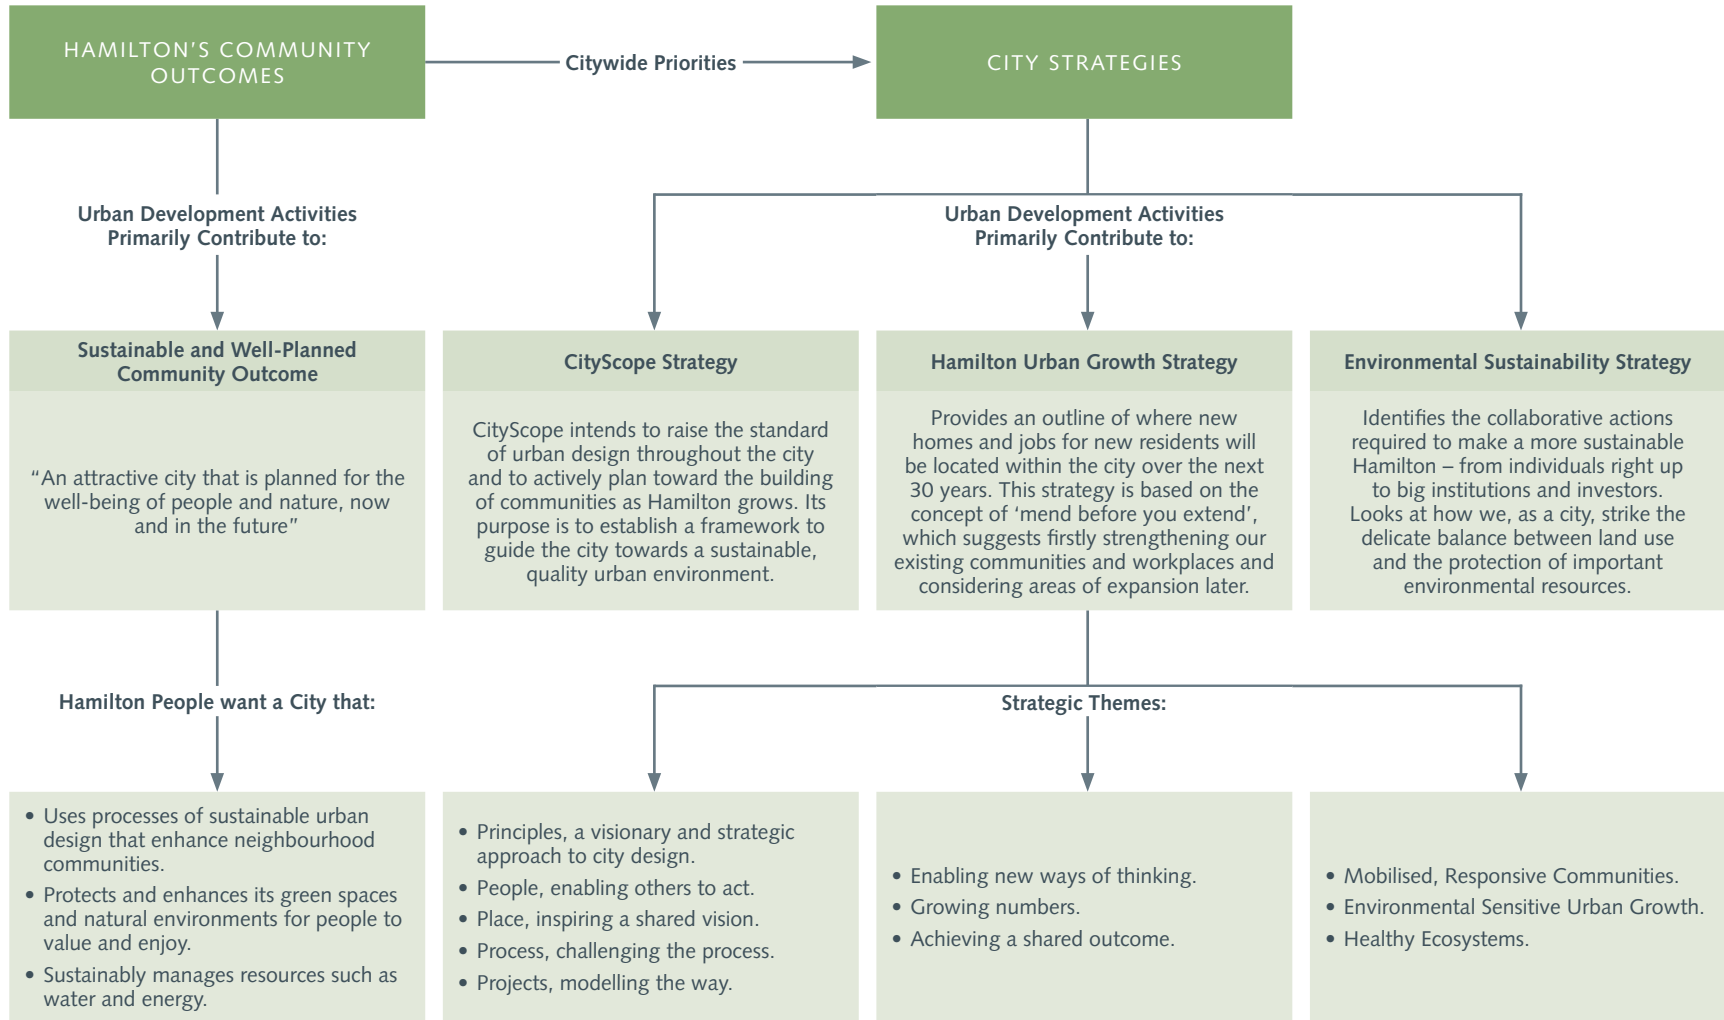 HAMILTON'S COMMUNITY
OUTCOMES
Citywide Priorities
CITY STRATEGIES
Urban Development Activities
Primarily Contribute to:
Urban Development Activities
Primarily Contribute to:
Sustainable and Well-Planned
Community Outcome
“An attractive city that is planned for the
well-being of people and nature, now
and in the future”
CityScope Strategy
CityScope intends to raise the standard
of urban design throughout the city
and to actively plan toward the building
of communities as Hamilton grows. Its
purpose is to establish a framework to
guide the city towards a sustainable,
quality urban environment.
Hamilton Urban Growth Strategy
Provides an outline of where new
homes and jobs for new residents will
be located within the city over the next
30 years. This strategy is based on the
concept of ‘mend before you extend’,
which suggests firstly strengthening our
existing communities and workplaces and
considering areas of expansion later.
Environmental Sustainability Strategy
Identifies the collaborative actions
required to make a more sustainable
Hamilton – from individuals right up
to big institutions and investors.
Looks at how we, as a city, strike the
delicate balance between land use
and the protection of important
environmental resources.
Hamilton People want a City that:
Strategic Themes:
• Uses processes of sustainable urban
design that enhance neighbourhood
communities.
• Protects and enhances its green spaces
and natural environments for people to
value and enjoy.
• Sustainably manages resources such as
water and energy.
• Principles, a visionary and strategic
approach to city design.
• People, enabling others to act.
• Place, inspiring a shared vision.
• Process, challenging the process.
• Projects, modelling the way.
• Enabling new ways of thinking.
• Growing numbers.
• Achieving a shared outcome.
• Mobilised, Responsive Communities.
• Environmental Sensitive Urban Growth.
• Healthy Ecosystems.